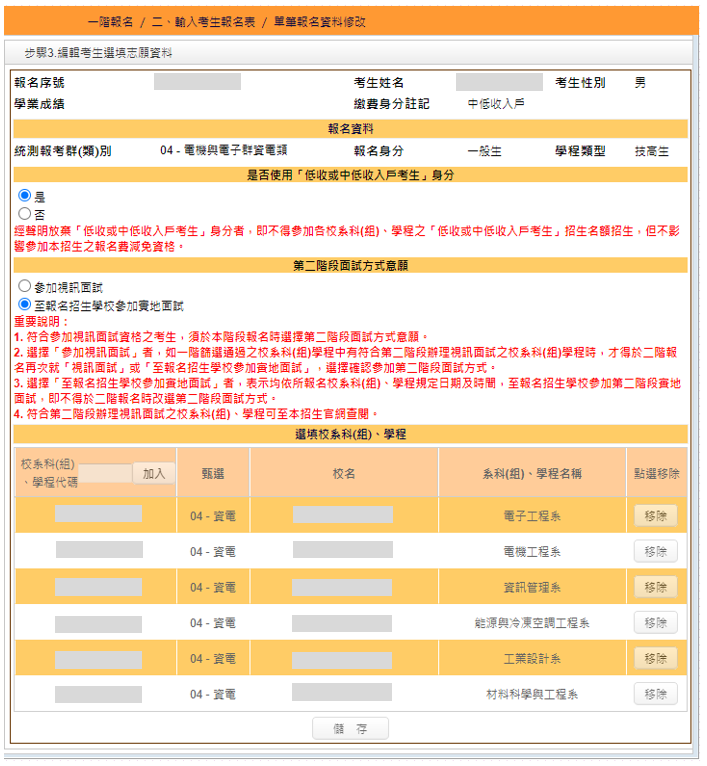 一階報名 / 二、輸入考生報名表 / 單筆報名資料修改
步驟3.編輯考生選填志願資料
報名序號 考生姓名 考生性別 男
學業成績 繳費身分註記 中低收入戶
報名資料
統測報考群(類)別 04 - 電機與電子群資電類 報名身分 一般生 學程類型 技高生
是否使用「低收或中低收入戶考生」身分
是
否
經聲明放棄「低收或中低收入戶考生」身分者，即不得參加各校系科(組)、學程之「低收或中低收入戶考生」招生名額招生，但不影
響參加本招生之報名費減免資格。
第二階段面試方式意願
參加視訊面試
至報名招生學校參加實地面試
重要說明：
1. 符合參加視訊面試資格之考生，須於本階段報名時選擇第二階段面試方式意願。
2. 選擇「參加視訊面試」者，如一階篩選通過之校系科(組)學程中有符合第二階段辦理視訊面試之校系科(組)學程時，才得於二階報
名再次就「視訊面試」或「至報名招生學校參加實地面試」，選擇確認參加第二階段面試方式。
3. 選擇「至報名招生學校參加實地面試」者，表示均依所報名校系科(組)、學程規定日期及時間，至報名招生學校參加第二階段實地
面試，即不得於二階報名時改選第二階段面試方式。
4. 符合第二階段辦理視訊面試之校系科(組)、學程可至本招生官網查閱。
選填校系科(組)、學程
校系科(組)
、學程代碼 加入 甄選 校名 系科(組)、學程名稱 點選移除
04 - 資電 電子工程系 移除
04 - 資電 電機工程系 移除
04 - 資電 資訊管理系 移除
04 - 資電 能源與冷凍空調工程系 移除
04 - 資電 工業設計系 移除
04 - 資電 材料科學與工程系 移除
儲 存